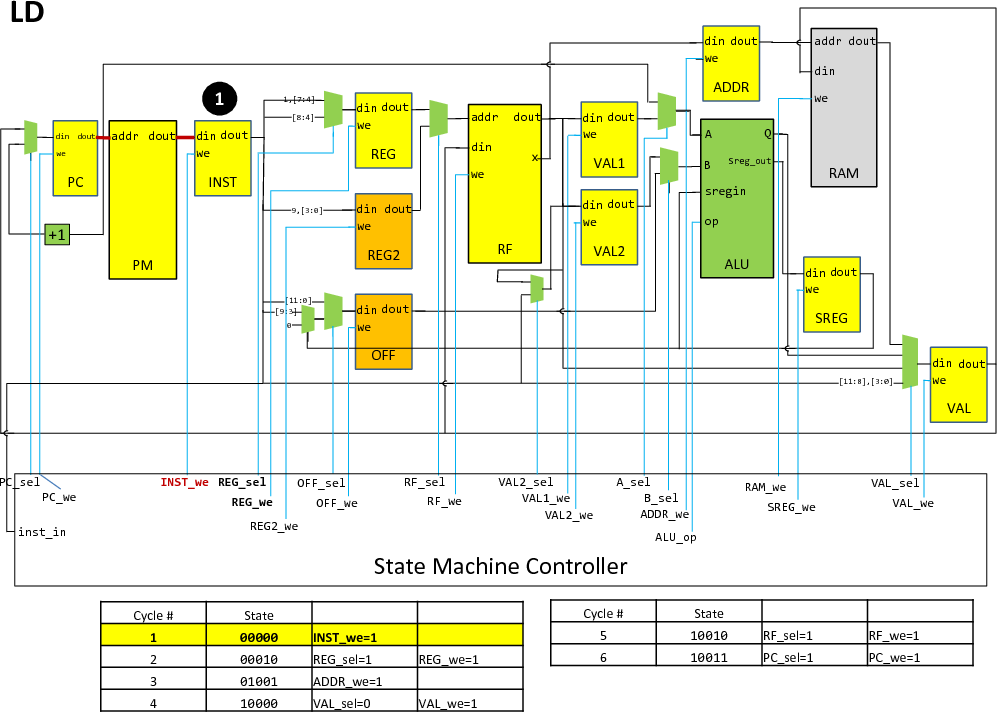 LD
1
din dout
we
PC
addr dout
PM
din dout
we
INST
+1
1,[7:4]
[8:4]
din dout
we
REG
9,[3:0]
din dout
we
REG2
[11:0]
[9:3]
0
din dout
we
OFF
addr dout
din
we
x
RF
din dout
we
VAL1
din dout
we
VAL2
din dout
we
ADDR
A
Q
B
Sreg_out
sregin
op
ALU
addr dout
din
we
RAM
din dout
we
SREG
[11:8],[3:0]
din dout
we
VAL
PC_sel
PC_we
INST_we
REG_sel
REG_we
REG2_we
OFF_sel
OFF_we
RF_sel
RF_we
VAL2_sel
VAL1_we
VAL2_we
A_sel
B_sel
ADDR_we
ALU_op
RAM_we
SREG_we
VAL_sel
VAL_we
inst_in
State Machine Controller
Cycle # State
1 00000 INST_we=1
2 00010 REG_sel=1 REG_we=1
3 01001 ADDR_we=1
4 10000 VAL_sel=0 VAL_we=1
Cycle # State
5 10010 RF_sel=1 RF_we=1
6 10011 PC_sel=1 PC_we=1